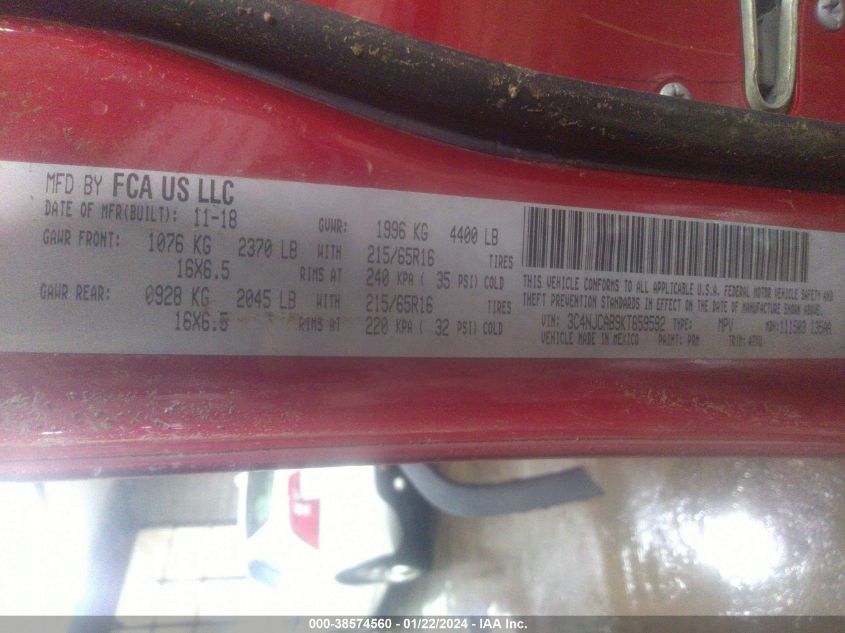 MFD BY FCA US LLC
DATE OF MFR(BUILT): 11-18 GVWR: 1996 KG 4400 LB
GAWR FRONT: 1076 KG 2370 LB WITH 215/65R16 TIRES
16X6.5 RIMS AT 240 KPA ( 35 PSI) COLD
GAWR REAR: 0928 KG 2045 LB WITH 215/65R16 TIRES
16X6.5 RIMS AT 220 KPA ( 32 PSI) COLD
THIS VEHICLE CONFORMS TO ALL APPLICABLE U.S.A. FEDERAL MOTOR VEHICLE SAFETY AND
THEFT PREVENTION STANDARDS IN EFFECT ON THE DATE OF MANUFACTURE SHOWN ABOVE.
VIN: 3C4NJCAB9KT659592 TYPE: MPV MDH: 111503
VEHICLE MADE IN MEXICO PAINT: PRM TRIM:
000-38574560 - 01/22/2024 - IAA Inc.